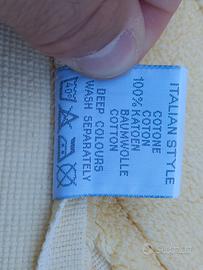 ITALIAN STYLE
COTONE
COTON
100% KATOEN
BAUMWOLLE
COTTON
DEEP COLOURS
WASH SEPARATELY